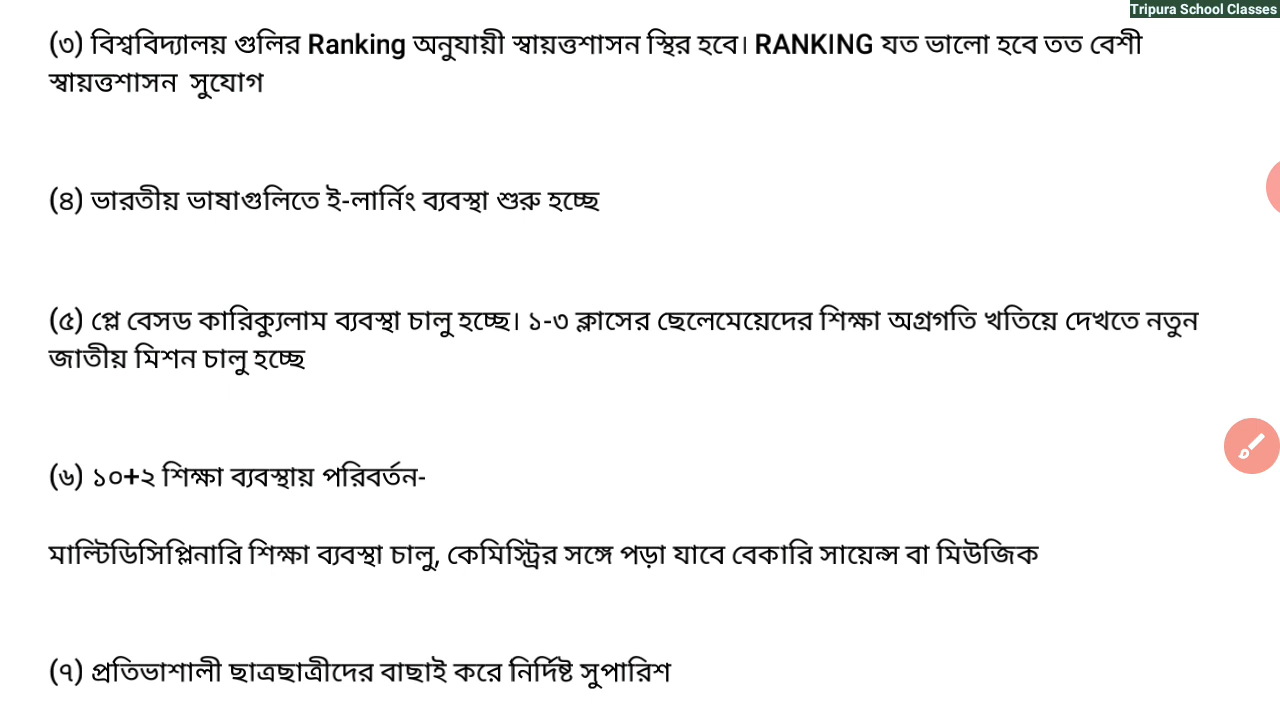 Tripura School Classes
(৩) বিশ্ববিদ্যালয় গুলির Ranking অনুযায়ী স্বায়ত্তশাসন স্থির হবে। RANKING যত ভালো হবে তত বেশী
স্বায়ত্তশাসন সুযোগ
(৪) ভারতীয় ভাষাগুলিতে ই-লার্নিং ব্যবস্থা শুরু হচ্ছে
(৫) প্লে বেসড কারিক্যুলাম ব্যবস্থা চালু হচ্ছে। ১-৩ ক্লাসের ছেলেমেয়েদের শিক্ষা অগ্রগতি খতিয়ে দেখতে নতুন
জাতীয় মিশন চালু হচ্ছে
(৬) ১০+২ শিক্ষা ব্যবস্থায় পরিবর্তন-
মাল্টিডিসিপ্লিনারি শিক্ষা ব্যবস্থা চালু, কেমিস্ট্রির সঙ্গে পড়া যাবে বেকারি সায়েন্স বা মিউজিক
(৭) প্রতিভাশালী ছাত্রছাত্রীদের বাছাই করে নির্দিষ্ট সুপারিশ